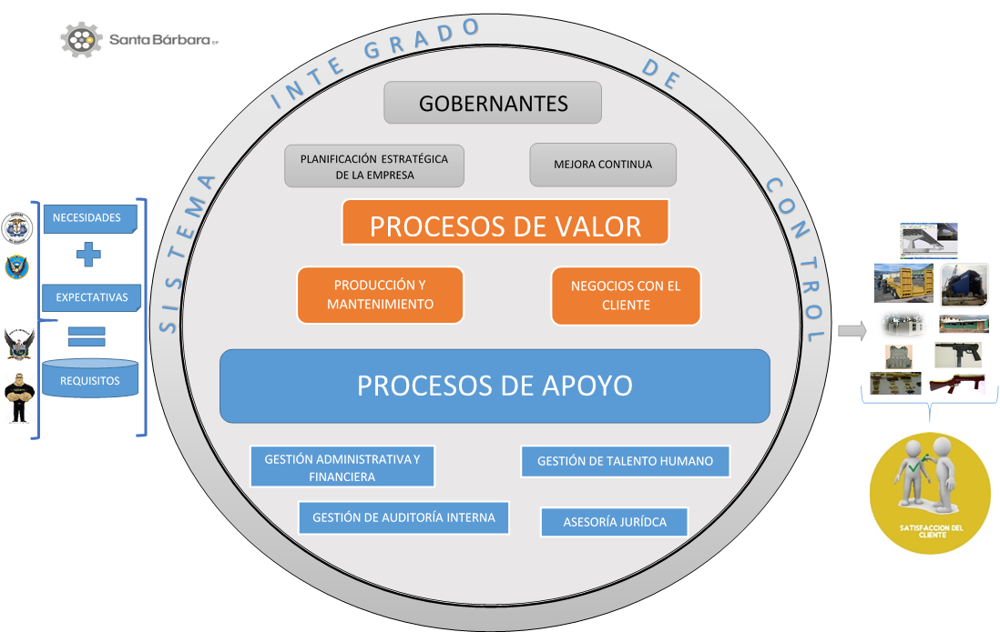 Santa Bárbara EP
SISTEMA INTE GRADO DE CONTROL
GOBERNANTES
PLANIFICACIÓN ESTRATÉGICA
DE LA EMPRESA
MEJORA CONTINUA
PROCESOS DE VALOR
PRODUCCIÓN Y
MANTENIMIENTO
NEGOCIOS CON EL
CLIENTE
PROCESOS DE APOYO
GESTIÓN ADMINISTRATIVA Y
FINANCIERA
GESTIÓN DE TALENTO HUMANO
GESTIÓN DE AUDITORÍA INTERNA
ASESORÍA JURÍDCA
NECESIDADES
+
EXPECTATIVAS
=
REQUISITOS
SATISFACCION DEL
CLIENTE